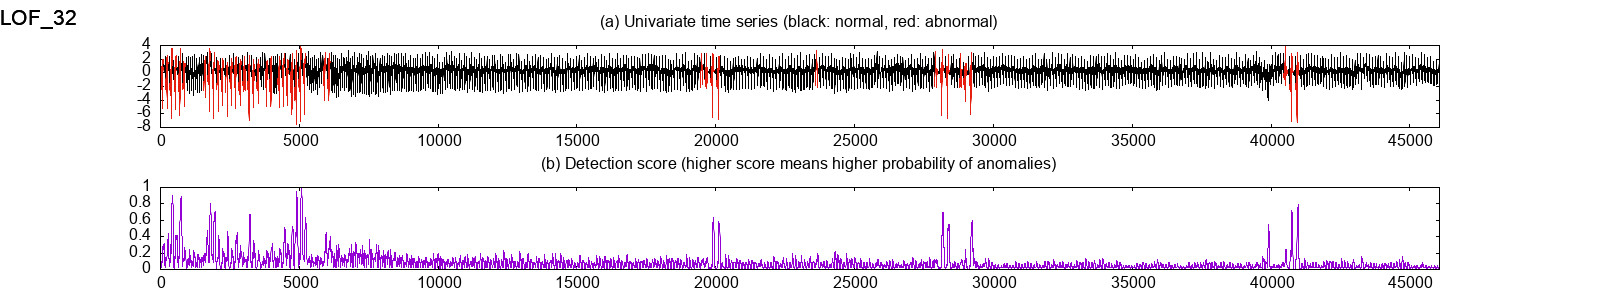 LOF_32
(a) Univariate time series (black: normal, red: abnormal)
4
2
0
-2
-4
-6
-8
0 5000 10000 15000 20000 25000 30000 35000 40000 45000
(b) Detection score (higher score means higher probability of anomalies)
1
0.8
0.6
0.4
0.2
0
0 5000 10000 15000 20000 25000 30000 35000 40000 45000